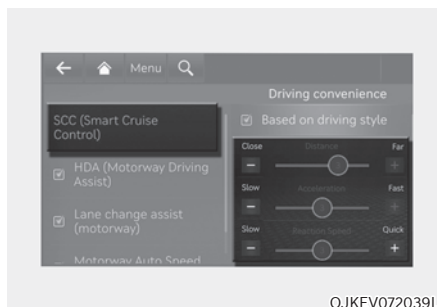 Menu
Driving convenience
SCC (Smart Cruise
Control)
HDA (Motorway Driving
Assist)
Lane change assist
(motorway)
Motorway Auto Speed
Based on driving style
Close Distance Far
Slow Acceleration Fast
Slow Reaction Speed Quick
OJKEV072039L